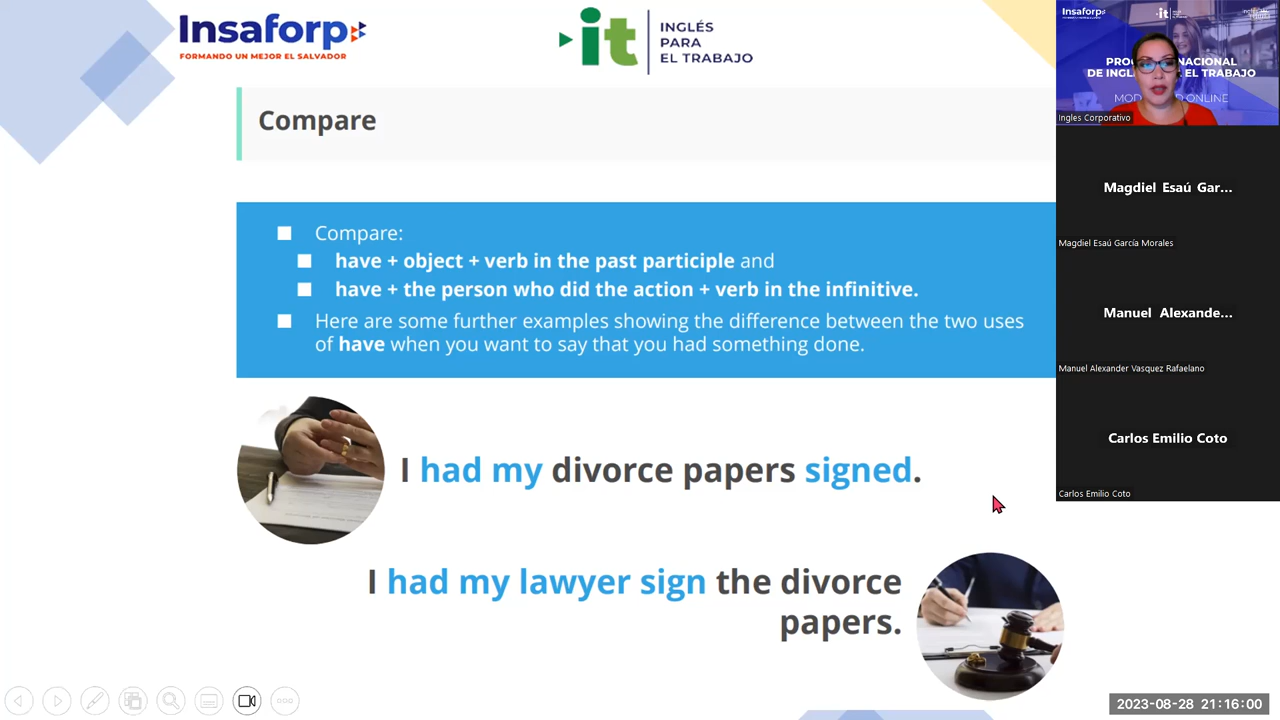 Insaforp
FORMANDO UN MEJOR EL SALVADOR
it
INGLÉS
PARA
EL TRABAJO
Compare
Compare:
have + object + verb in the past participle and
have + the person who did the action + verb in the infinitive.
Here are some further examples showing the difference between the two uses
of have when you want to say that you had something done.
I had my divorce papers signed.
I had my lawyer sign the divorce
papers.
Insaforp
it
MODALIDAD ONLINE
Ingles Corporativo
Magdiel Esaú Gar...
Magdiel Esaú García Morales
Manuel Alexande...
Manuel Alexander Vasquez Rafaelano
Carlos Emilio Coto
Carlos Emilio Coto
2023-08-28 21:16:00